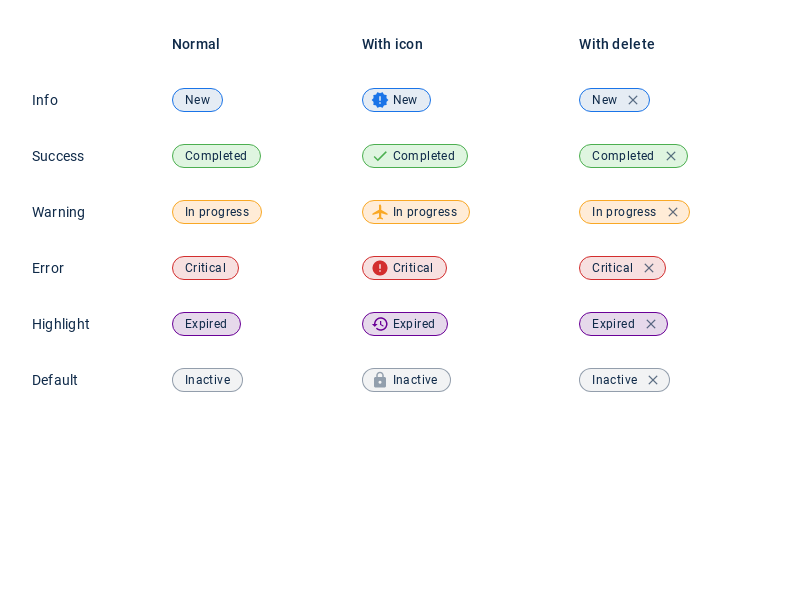 Normal With icon With delete
Info New New New
Success Completed Completed Completed
Warning In progress In progress In progress
Error Critical Critical Critical
Highlight Expired Expired Expired
Default Inactive Inactive Inactive